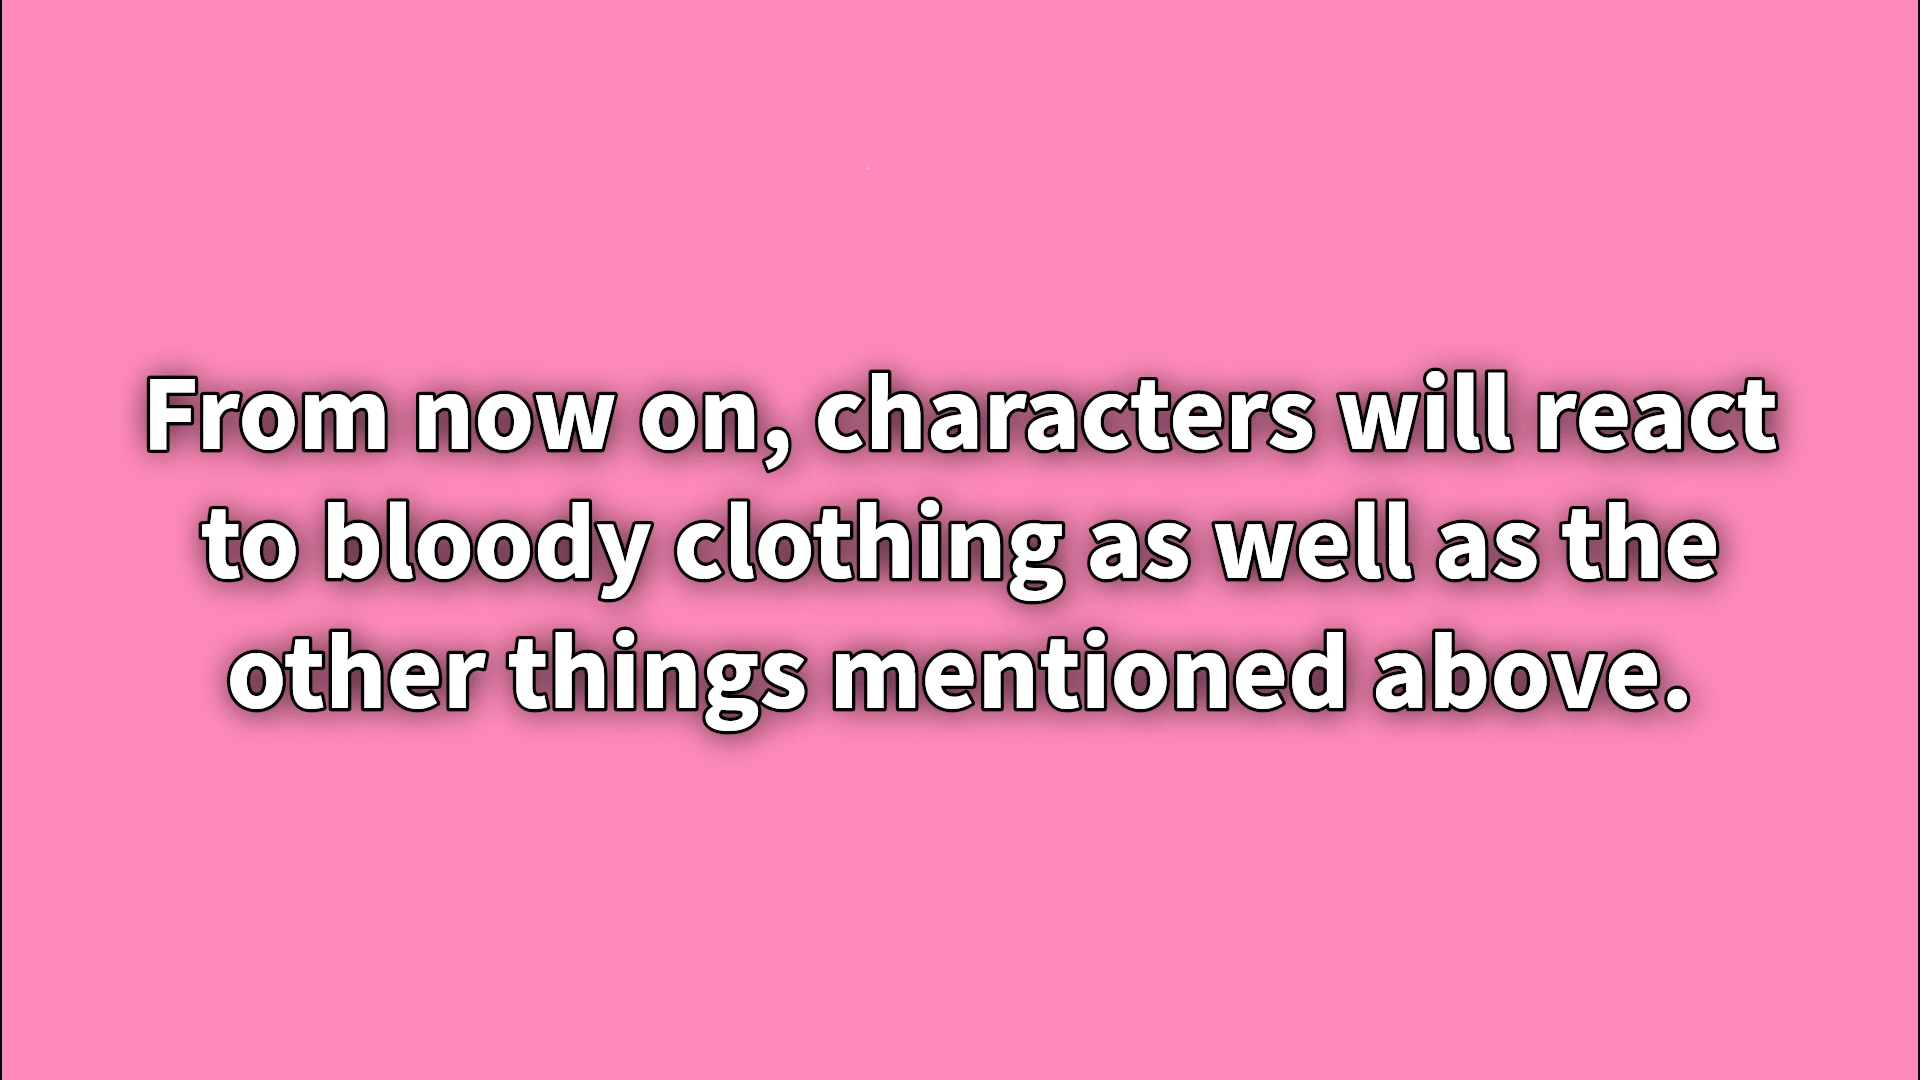 From now on, characters will react
to bloody clothing as well as the
other things mentioned above.